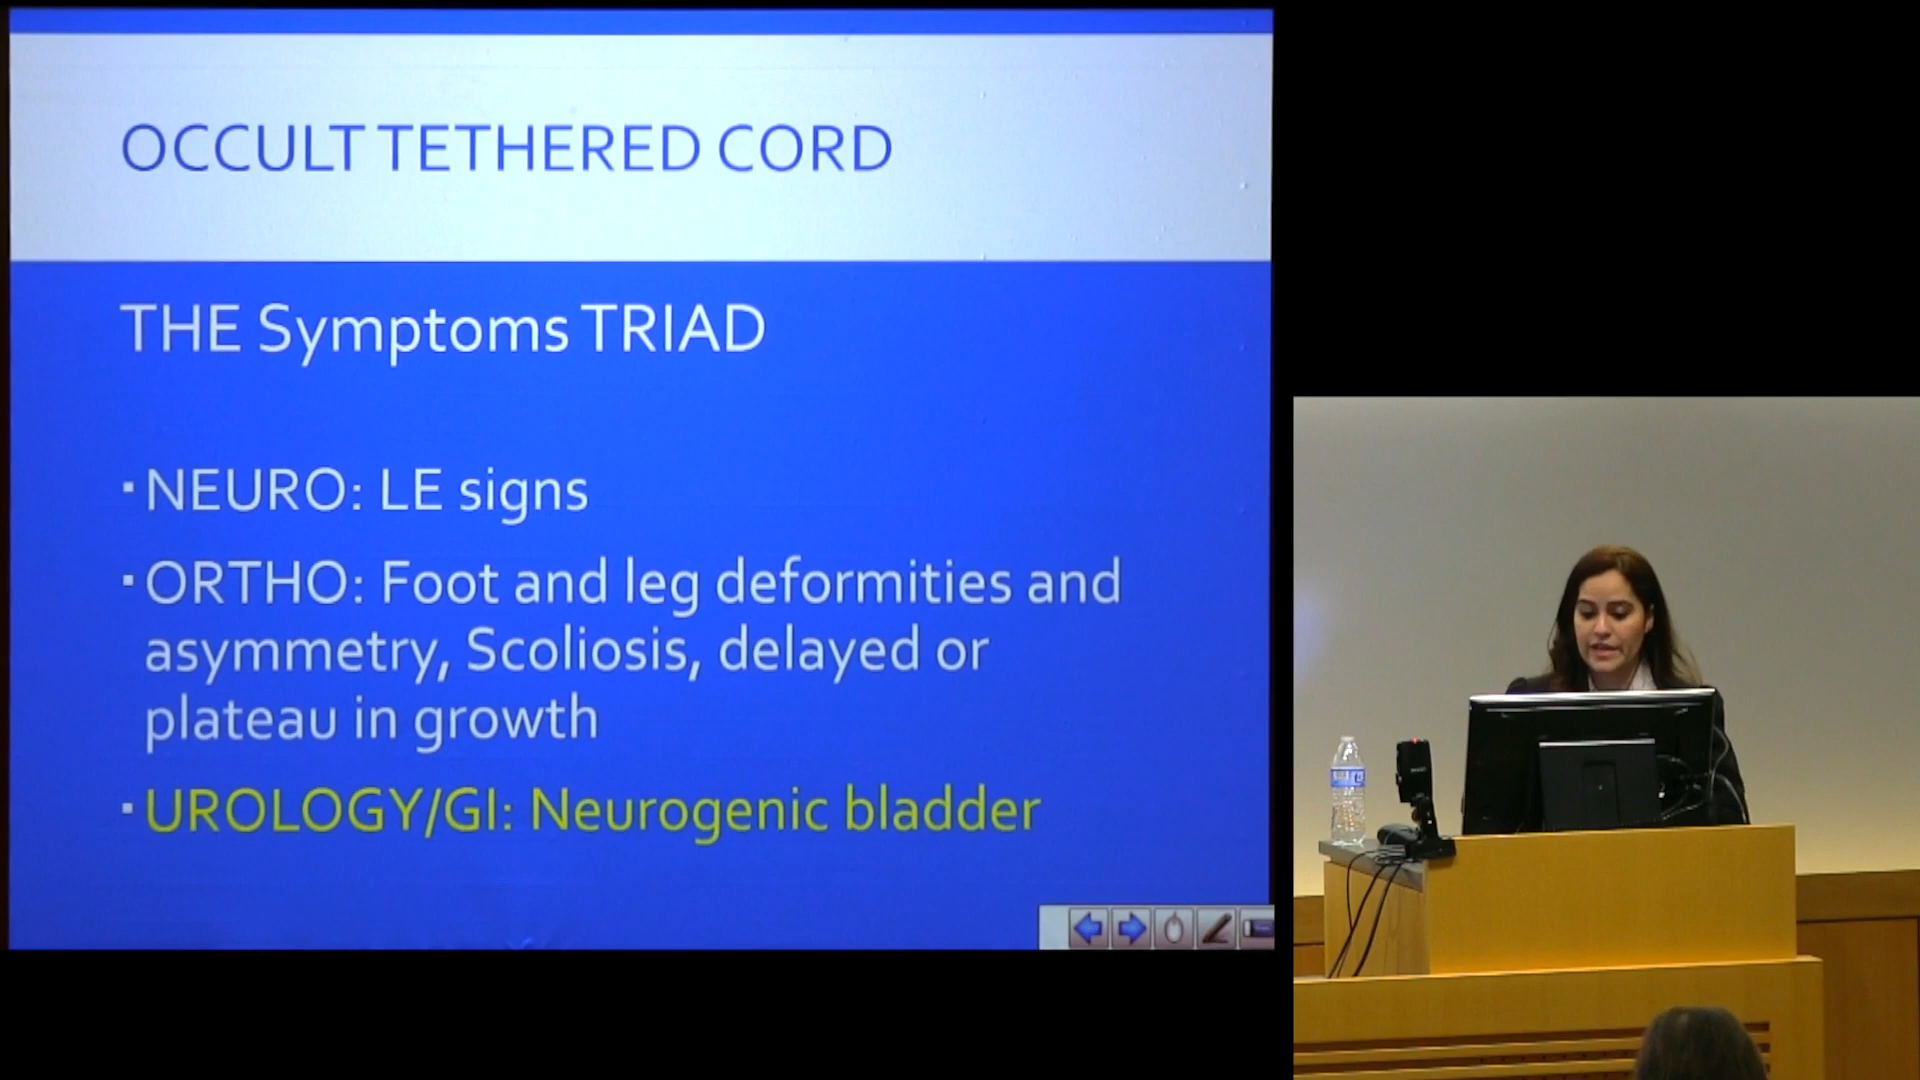 OCCULT TETHERED CORD
THE Symptoms TRIAD
▪ NEURO: LE signs
▪ ORTHO: Foot and leg deformities and
asymmetry, Scoliosis, delayed or
plateau in growth
▪ UROLOGY/GI: Neurogenic bladder